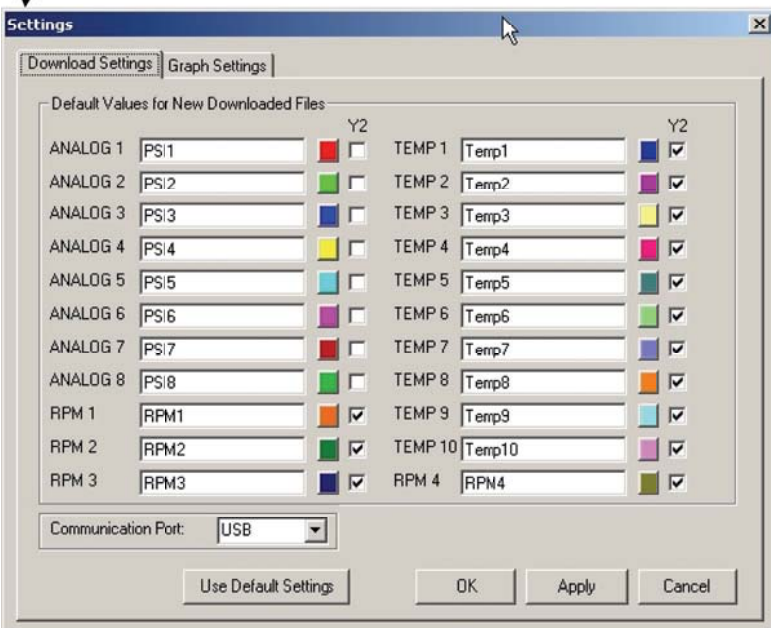 Settings
Download Settings Graph Settings
Default Values for New Downloaded Files
Y2 Y2
ANALOG 1 PSI1 TEMP 1 Temp1
ANALOG 2 PSI2 TEMP 2 Temp2
ANALOG 3 PSI3 TEMP 3 Temp3
ANALOG 4 PSI4 TEMP 4 Temp4
ANALOG 5 PSI5 TEMP 5 Temp5
ANALOG 6 PSI6 TEMP 6 Temp6
ANALOG 7 PSI7 TEMP 7 Temp7
ANALOG 8 PSI8 TEMP 8 Temp8
RPM 1 RPM1 TEMP 9 Temp9
RPM 2 RPM2 TEMP 10 Temp10
RPM 3 RPM3 RPM 4 RPN4
Communication Port: USB
Use Default Settings OK Apply Cancel